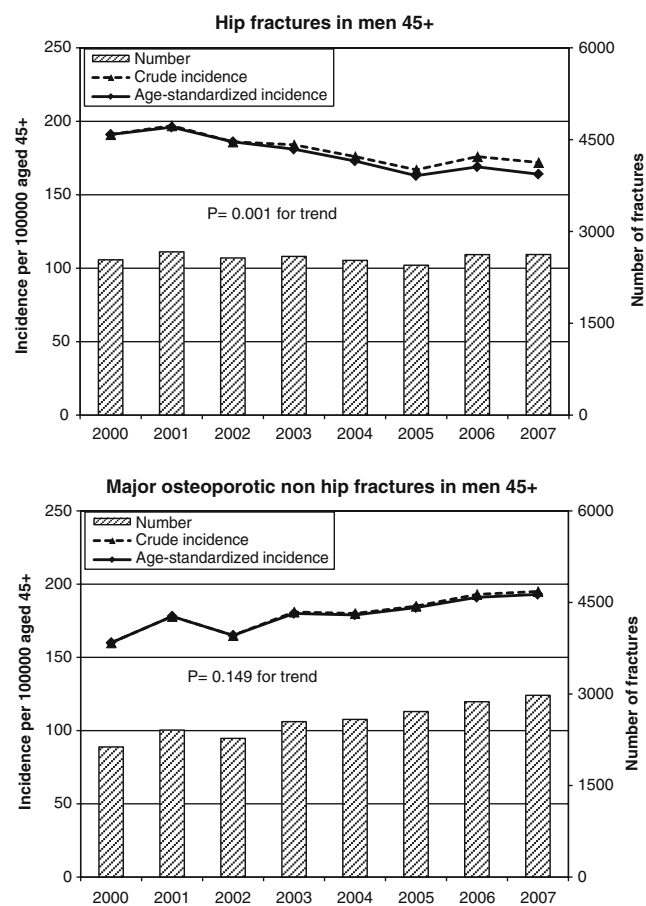 Hip fractures in men 45+
Number
Crude incidence
Age-standardized incidence
P= 0.001 for trend
Incidence per 100000 aged 45+
250
200
150
100
50
0
Number of fractures
6000
4500
3000
1500
0
2000 2001 2002 2003 2004 2005 2006 2007
Major osteoporotic non hip fractures in men 45+
Number
Crude incidence
Age-standardized incidence
P= 0.149 for trend
Incidence per 100000 aged 45+
250
200
150
100
50
0
Number of fractures
6000
4500
3000
1500
0
2000 2001 2002 2003 2004 2005 2006 2007